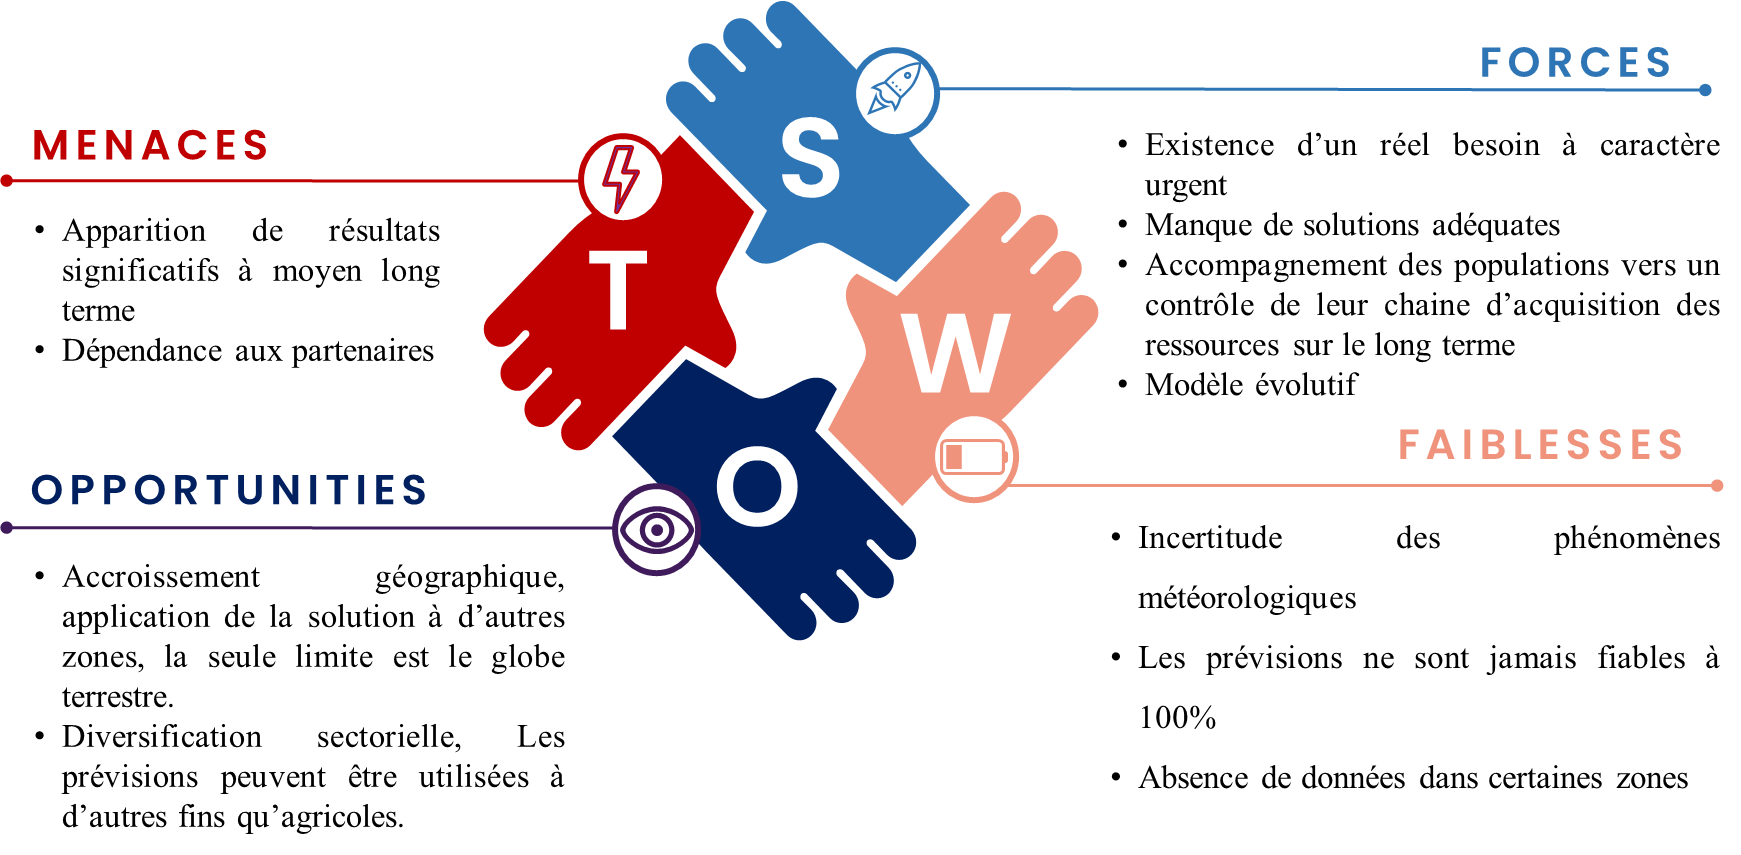 MENACES
• Apparition de résultats
significatifs à moyen long
terme
• Dépendance aux partenaires
OPPORTUNITIES
• Accroissement géographique,
application de la solution à d’autres
zones, la seule limite est le globe
terrestre.
• Diversification sectorielle, Les
prévisions peuvent être utilisées à
d’autres fins qu’agricoles.
S
T
W
O
FORCES
• Existence d’un réel besoin à caractère
urgent
• Manque de solutions adéquates
• Accompagnement des populations vers un
contrôle de leur chaine d’acquisition des
ressources sur le long terme
• Modèle évolutif
FAIBLESSES
• Incertitude des phénomènes
météorologiques
• Les prévisions ne sont jamais fiables à
100%
• Absence de données dans certaines zones